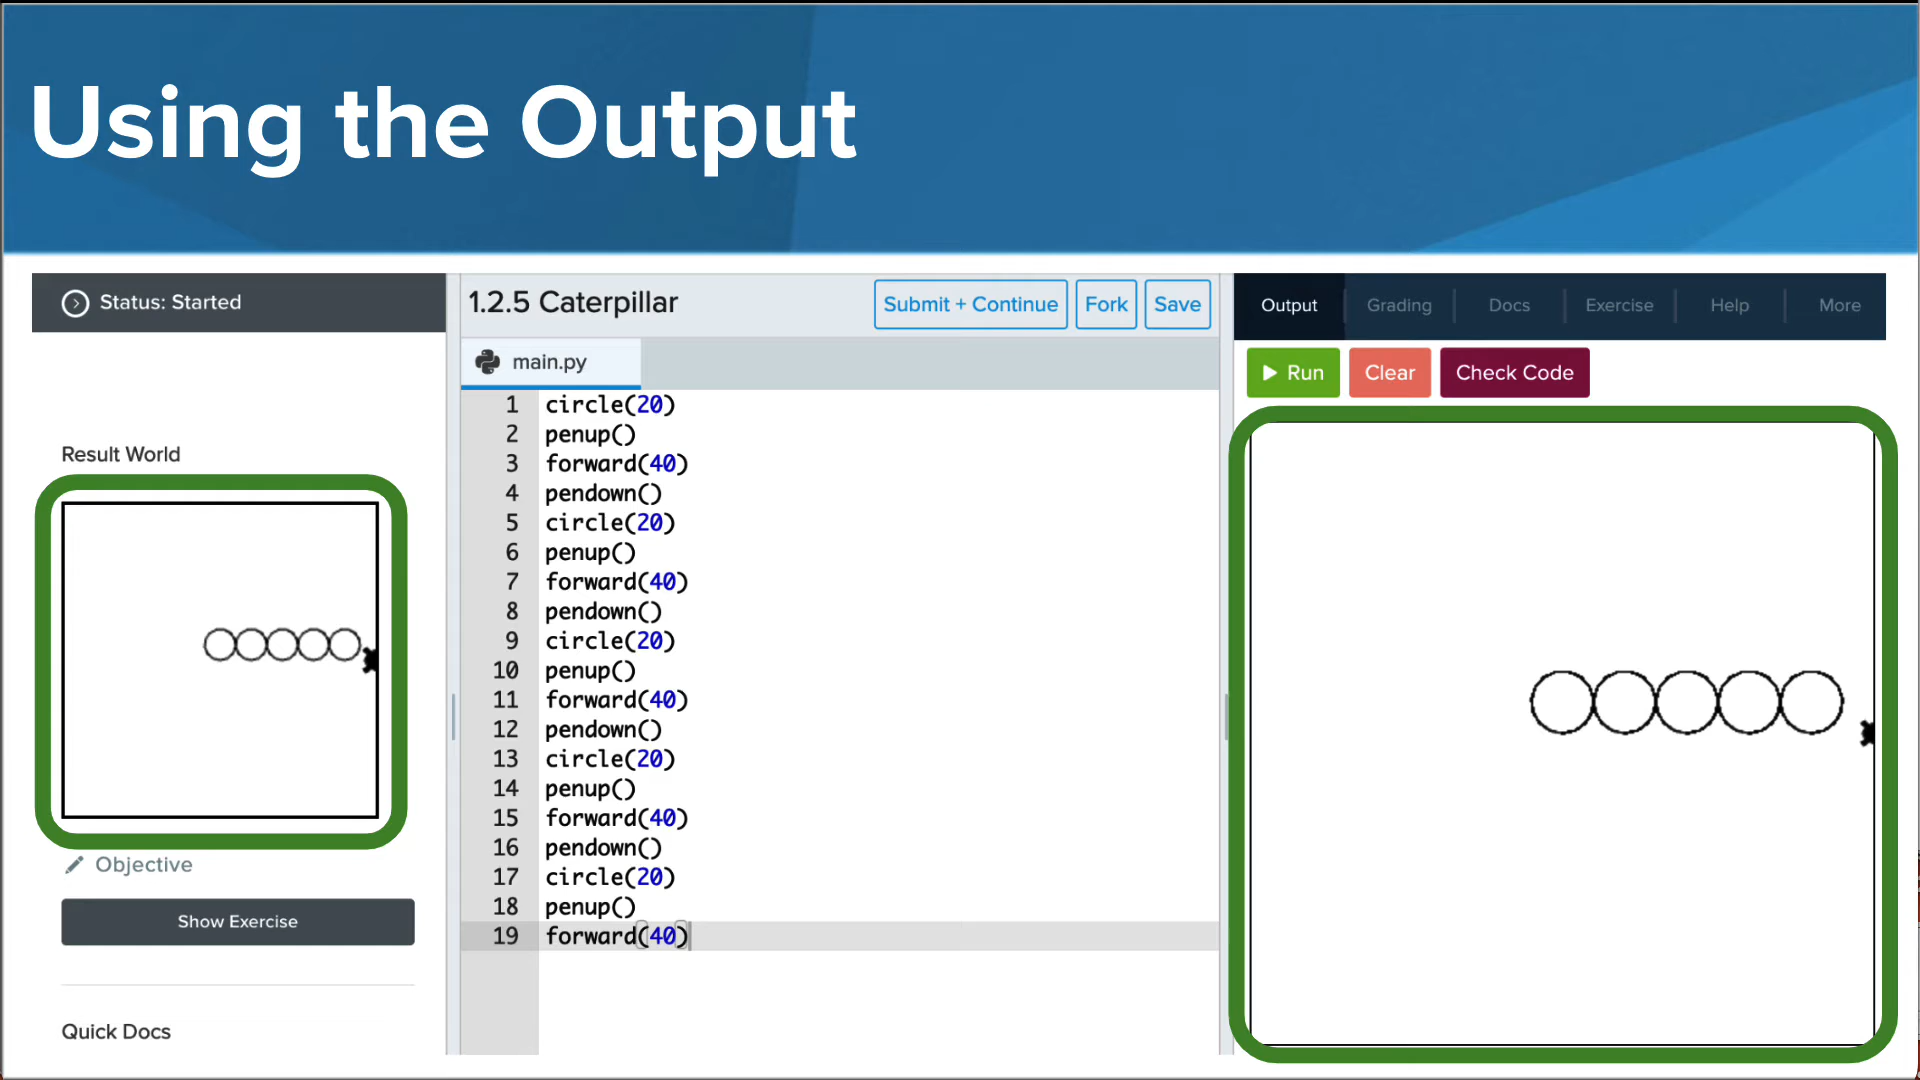 Using the Output
Status: Started
Result World
Objective
Show Exercise
Quick Docs
1.2.5 Caterpillar
Submit + Continue
Fork
Save
main.py
1 circle(20)
2 penup()
3 forward(40)
4 pendown()
5 circle(20)
6 penup()
7 forward(40)
8 pendown()
9 circle(20)
10 penup()
11 forward(40)
12 pendown()
13 circle(20)
14 penup()
15 forward(40)
16 pendown()
17 circle(20)
18 penup()
19 forward(40)
Output
Grading
Docs
Exercise
Help
More
Run
Clear
Check Code